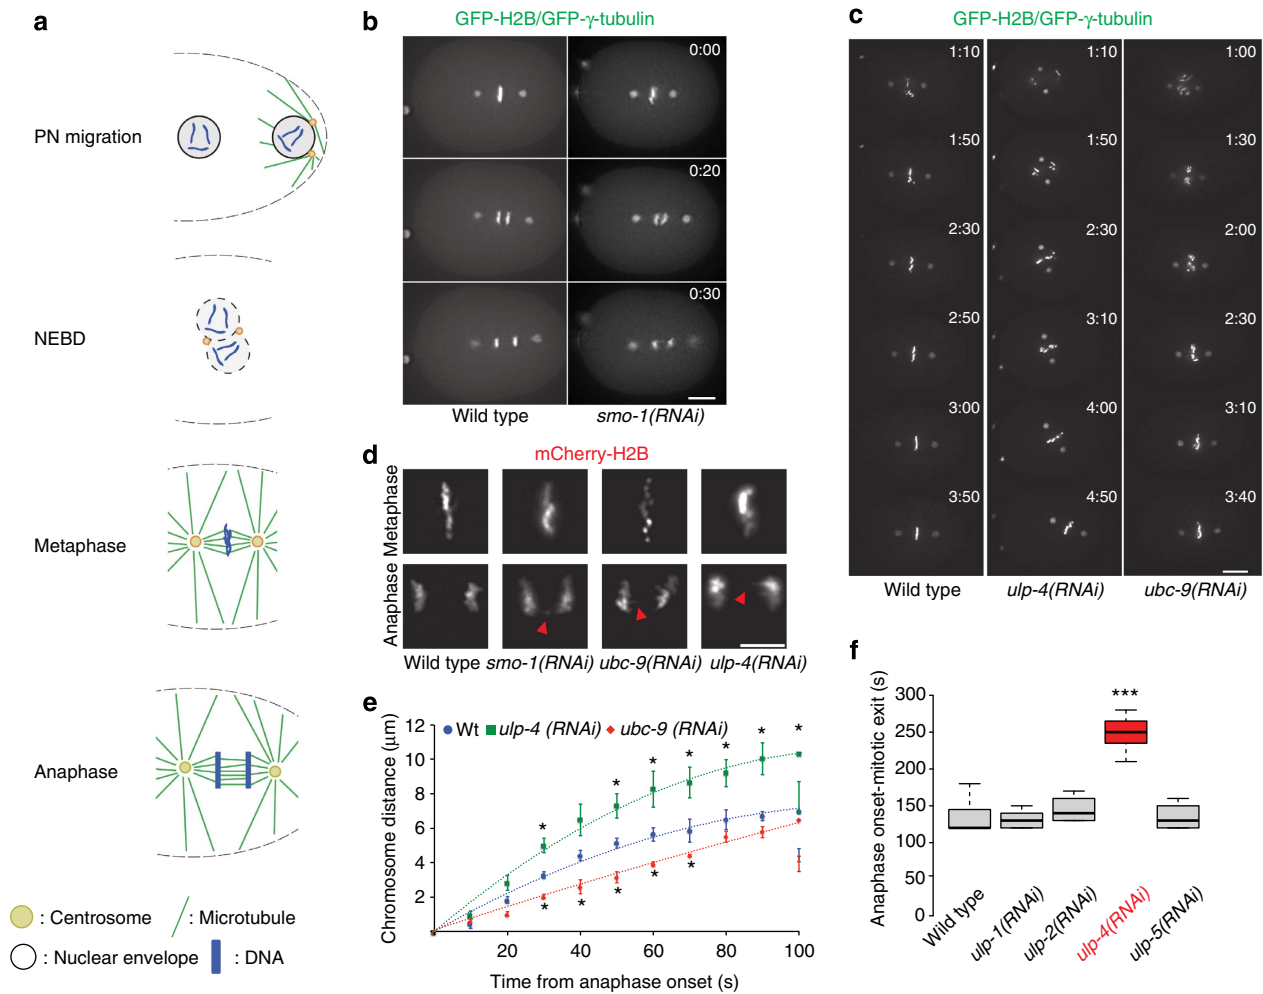 a
PN migration
NEBD
Metaphase
Anaphase
: Centrosome
: Microtubule
: Nuclear envelope
: DNA
b
GFP-H2B/GFP-γ-tubulin
0:00
0:20
0:30
Wild type
smo-1(RNAi)
c
GFP-H2B/GFP-γ-tubulin
1:10
1:10
1:00
1:50
1:50
1:30
2:30
2:30
2:00
2:50
3:10
2:30
3:00
4:00
3:10
3:50
4:50
3:40
Wild type
ulp-4(RNAi)
ubc-9(RNAi)
d
mCherry-H2B
Metaphase
Anaphase
Wild type
smo-1(RNAi)
ubc-9(RNAi)
ulp-4(RNAi)
e
Wt
ulp-4 (RNAi)
ubc-9 (RNAi)
Chromosome distance (μm)
12
10
8
6
4
2
* * * * * * *
* * * * *
20 40 60 80 100
Time from anaphase onset (s)
f
Anaphase onset-mitotic exit (s)
300
250
200
150
100
50
0
***
Wild type
ulp-1(RNAi)
ulp-2(RNAi)
ulp-4(RNAi)
ulp-5(RNAi)